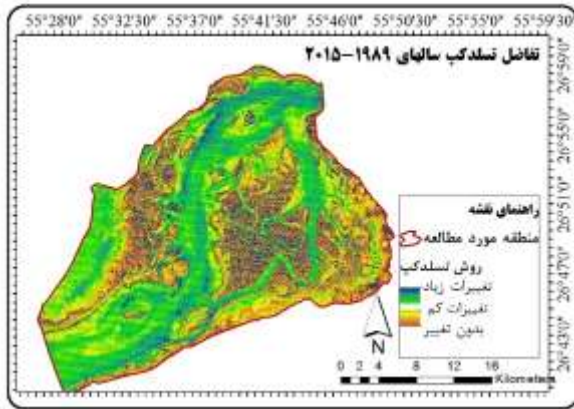 55°28'0" 55°32'30" 55°37'0" 55°41'30" 55°46'0" 55°50'30" 55°55'0" 55°59'30"
تفاضل تسلدکپ سالهای ۱۹۸۹-۲۰۱۵
26°59'0"
26°55'0"
26°51'0"
26°47'0"
26°43'0"
راهنمای نقشه
منطقه مورد مطالعه
روش تسلدکپ
تغییرات زیاد
تغییرات کم
بدون تغییر
N
0 2 4 8 12 16
Kilometers